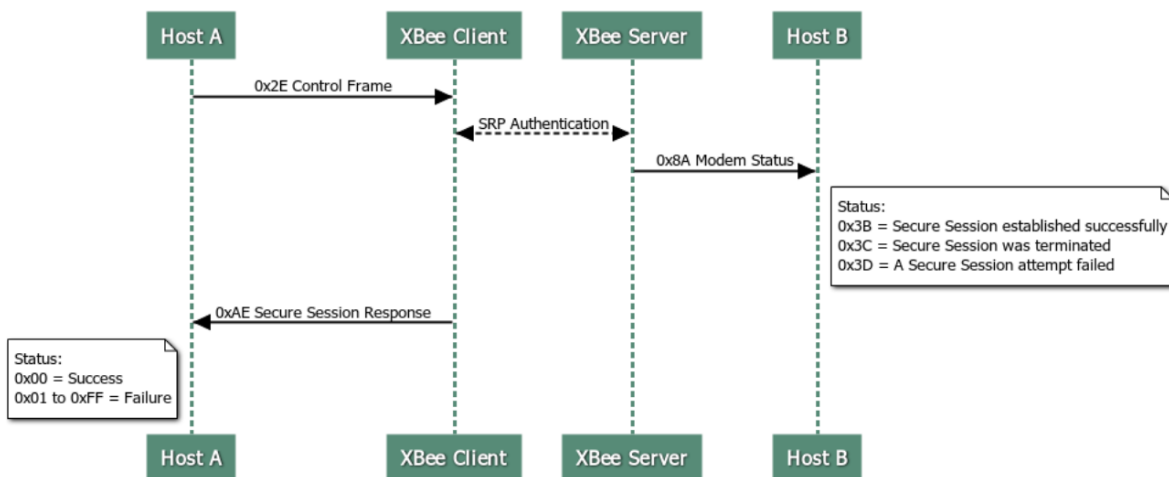 Host A
XBee Client
XBee Server
Host B
0x2E Control Frame
SRP Authentication
0x8A Modem Status
Status:
0x3B = Secure Session established successfully
0x3C = Secure Session was terminated
0x3D = A Secure Session attempt failed
0xAE Secure Session Response
Status:
0x00 = Success
0x01 to 0xFF = Failure
Host A
XBee Client
XBee Server
Host B